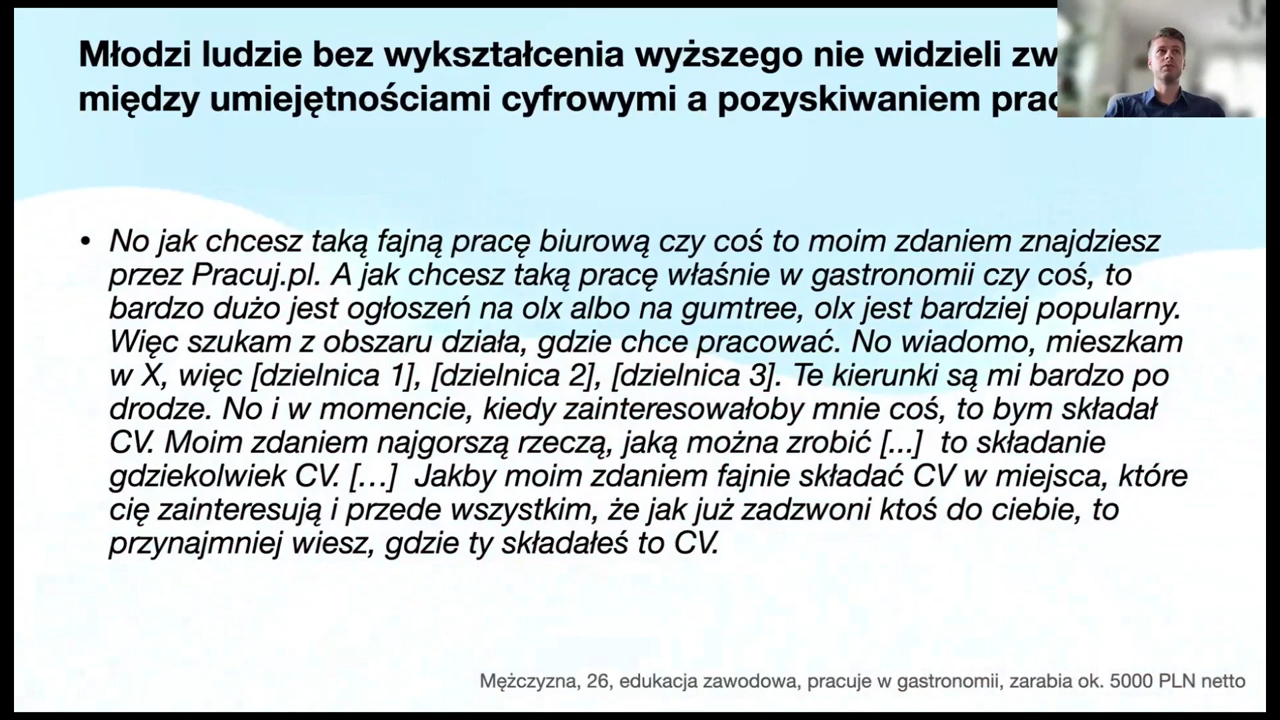 Młodzi ludzie bez wykształcenia wyższego nie widzieli
między umiejętnościami cyfrowymi a pozyskiwaniem
• No jak chcesz taką fajną pracę biurową czy coś to moim zdaniem znajdziesz
przez Pracuj.pl. A jak chcesz taką pracę właśnie w gastronomii czy coś, to
bardzo dużo jest ogłoszeń na olx albo na gumtree, olx jest bardziej popularny.
Więc szukam z obszaru działa, gdzie chce pracować. No wiadomo, mieszkam
w X, więc [dzielnica 1], [dzielnica 2], [dzielnica 3]. Te kierunki są mi bardzo po
drodze. No i w momencie, kiedy zainteresowałoby mnie coś, to bym składał
CV. Moim zdaniem najgorszą rzeczą, jaką można zrobić [...] to składanie
gdziekolwiek CV. […] Jakby moim zdaniem fajnie składać CV w miejsca, które
cię zainteresują i przede wszystkim, że jak już zadzwoni ktoś do ciebie, to
przynajmniej wiesz, gdzie ty składałeś to CV.
Mężczyzna, 26, edukacja zawodowa, pracuje w gastronomii, zarabia ok. 5000 PLN netto